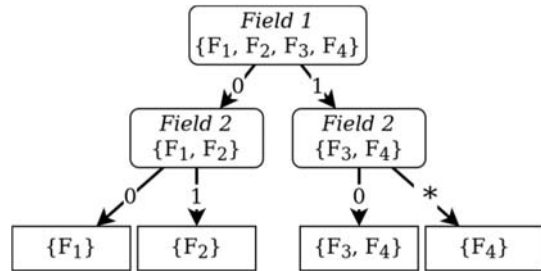 Field 1
{F₁, F₂, F₃, F₄}
0 1
Field 2 Field 2
{F₁, F₂} {F₃, F₄}
0 1 0 *
{F₁} {F₂} {F₃, F₄} {F₄}